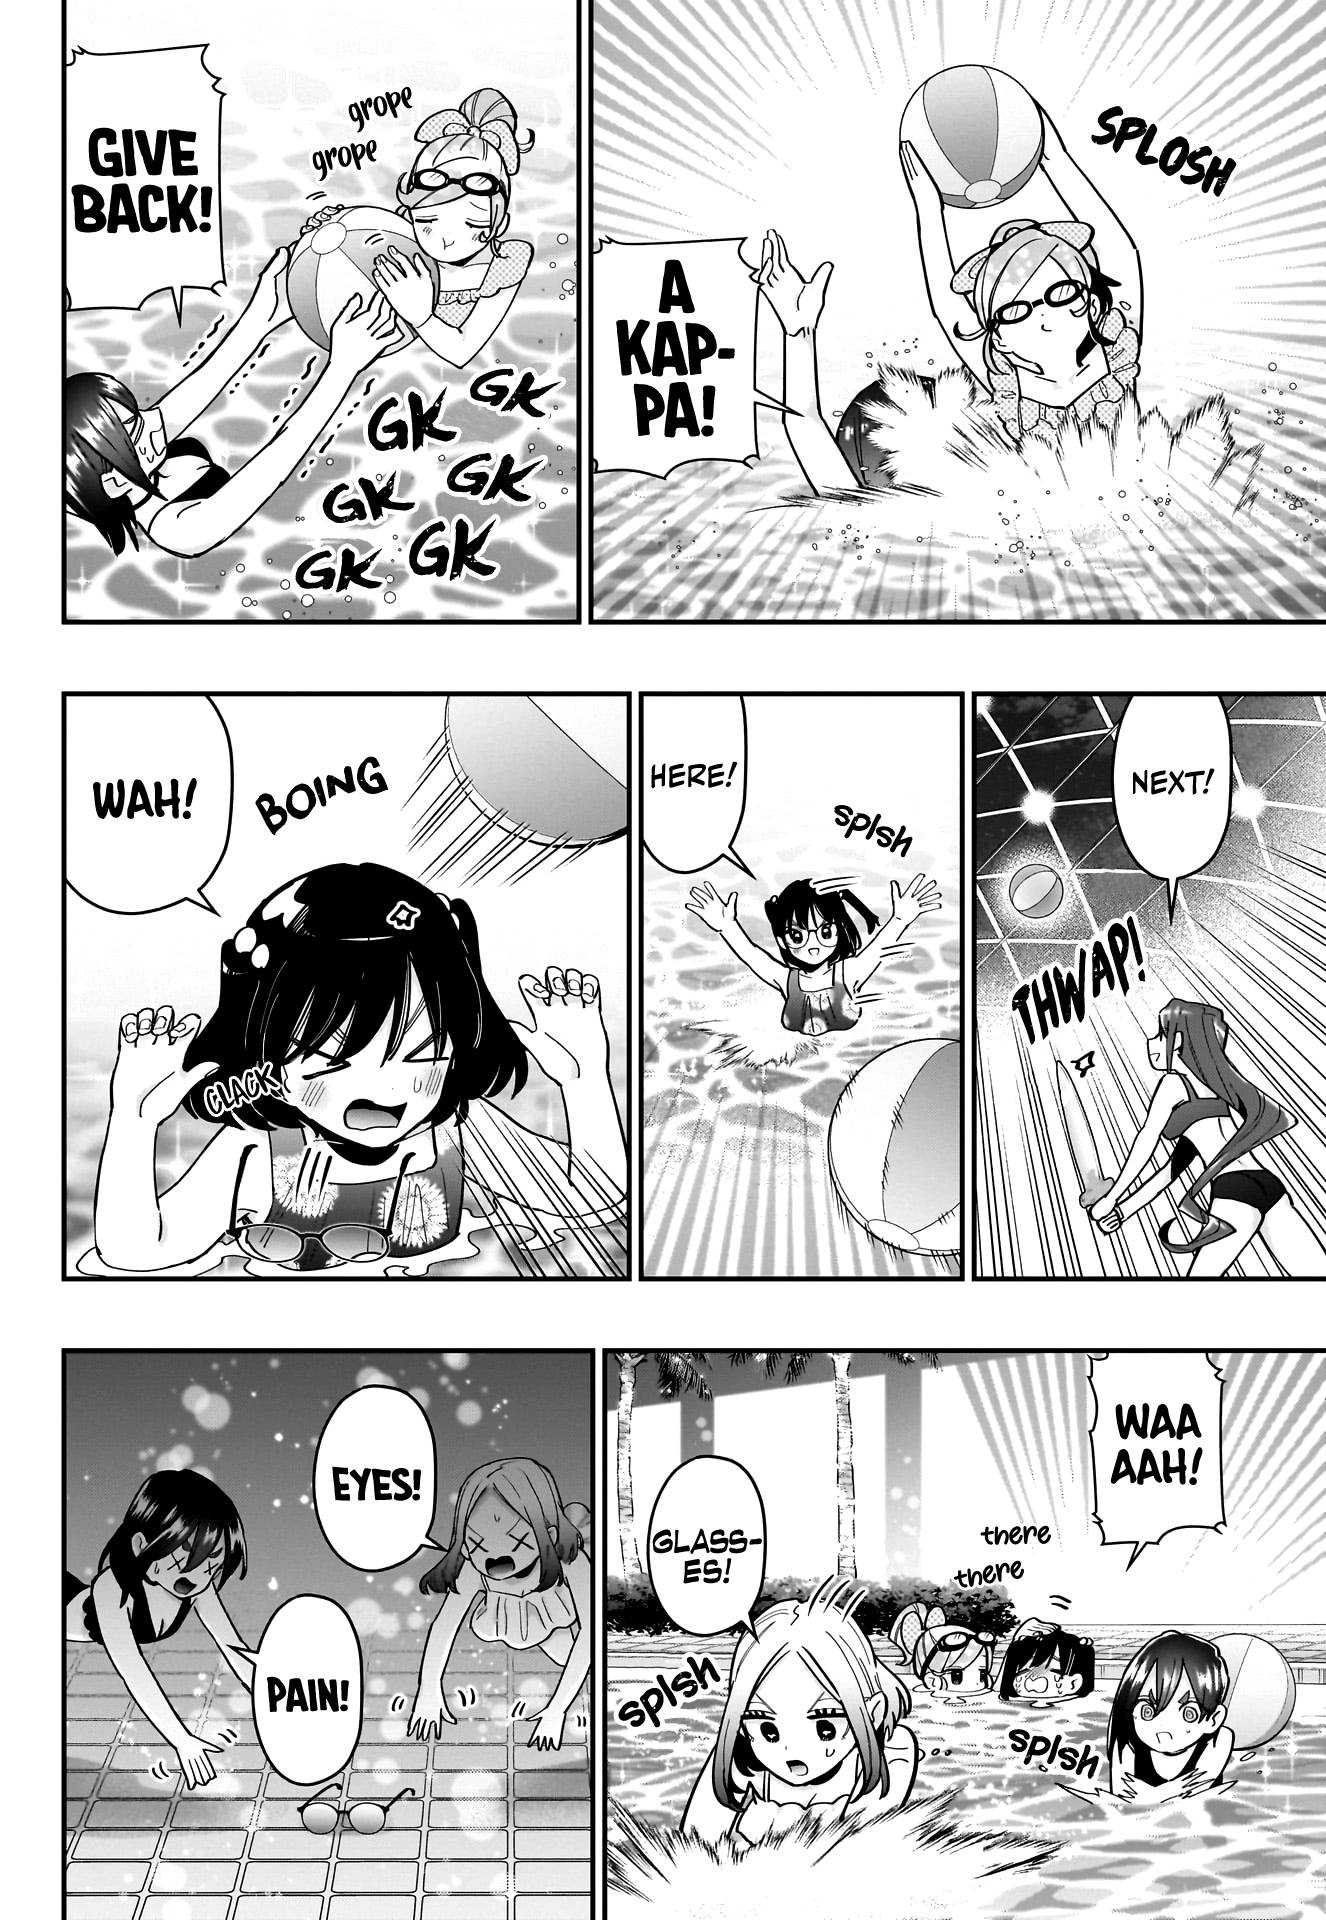 SPLOSH
A
KAP-
PA!
grope
grope
GIVE
BACK!
GK
GK
GK
GK
GK
GK
NEXT!
THWAP!
HERE!
splsh
BOING
WAH!
CLACK
WAA
AAH!
there
there
GLASS-
ES!
splsh
splsh
EYES!
PAIN!